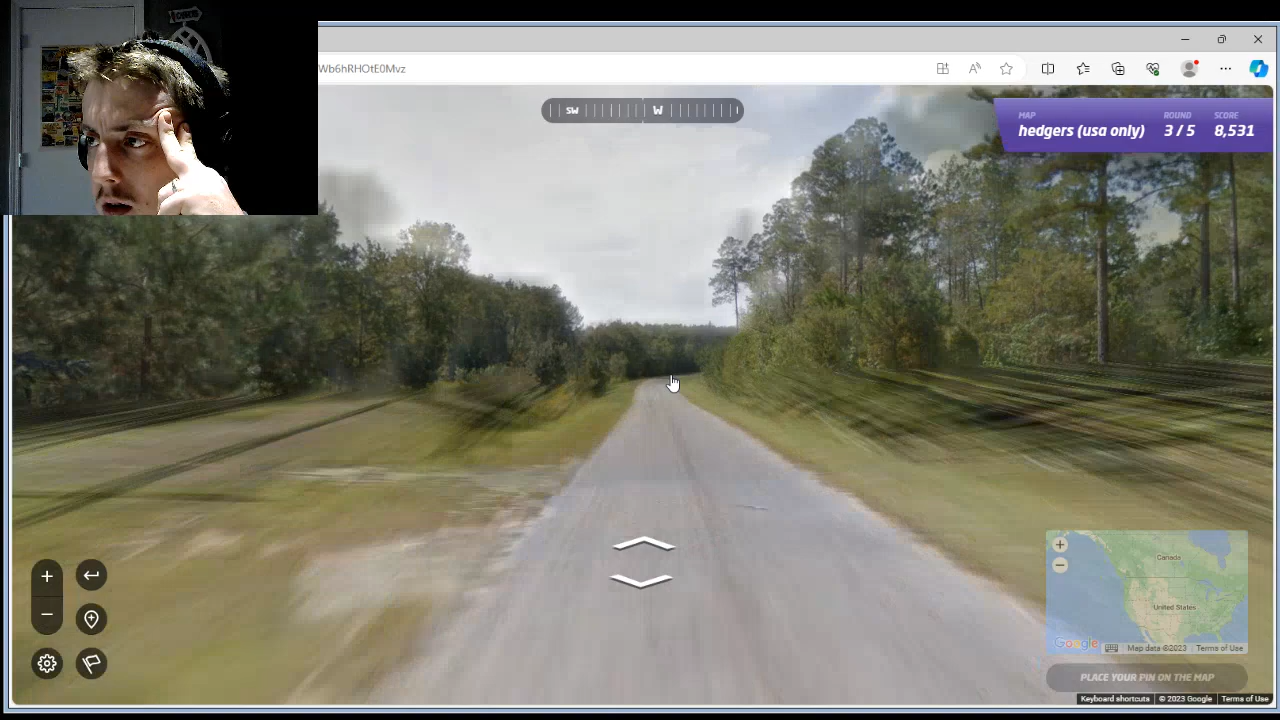 Wb6hRHOtE0Mvz
SW W
MAP ROUND SCORE
hedgers (usa only) 3 / 5 8,531
Canada
United States
Google Map data ©2023 Terms of Use
PLACE YOUR PIN ON THE MAP
Keyboard shortcuts © 2023 Google Terms of Use